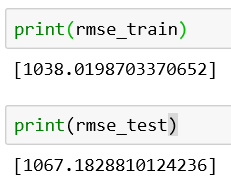 print(rmse_train)
[1038.0198703370652]
print(rmse_test)
[1067.1828810124236]